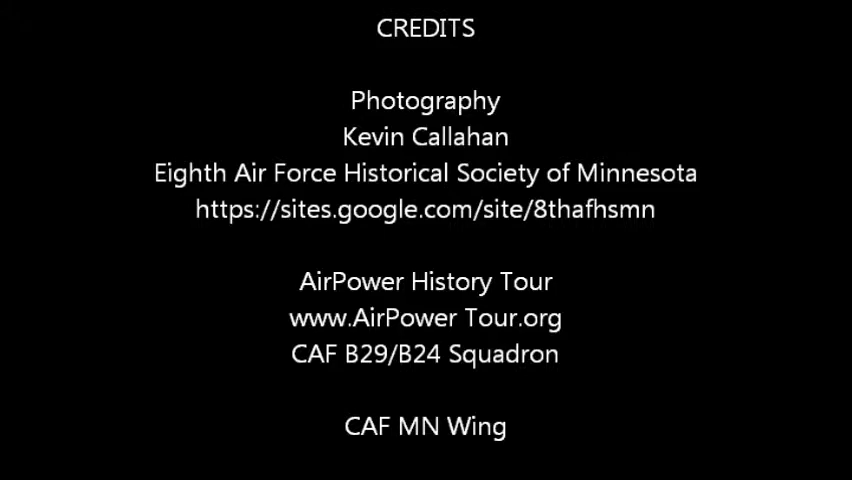 CREDITS
Photography
Kevin Callahan
Eighth Air Force Historical Society of Minnesota
https://sites.google.com/site/8thafhsmn
AirPower History Tour
www.AirPower Tour.org
CAF B29/B24 Squadron
CAF MN Wing